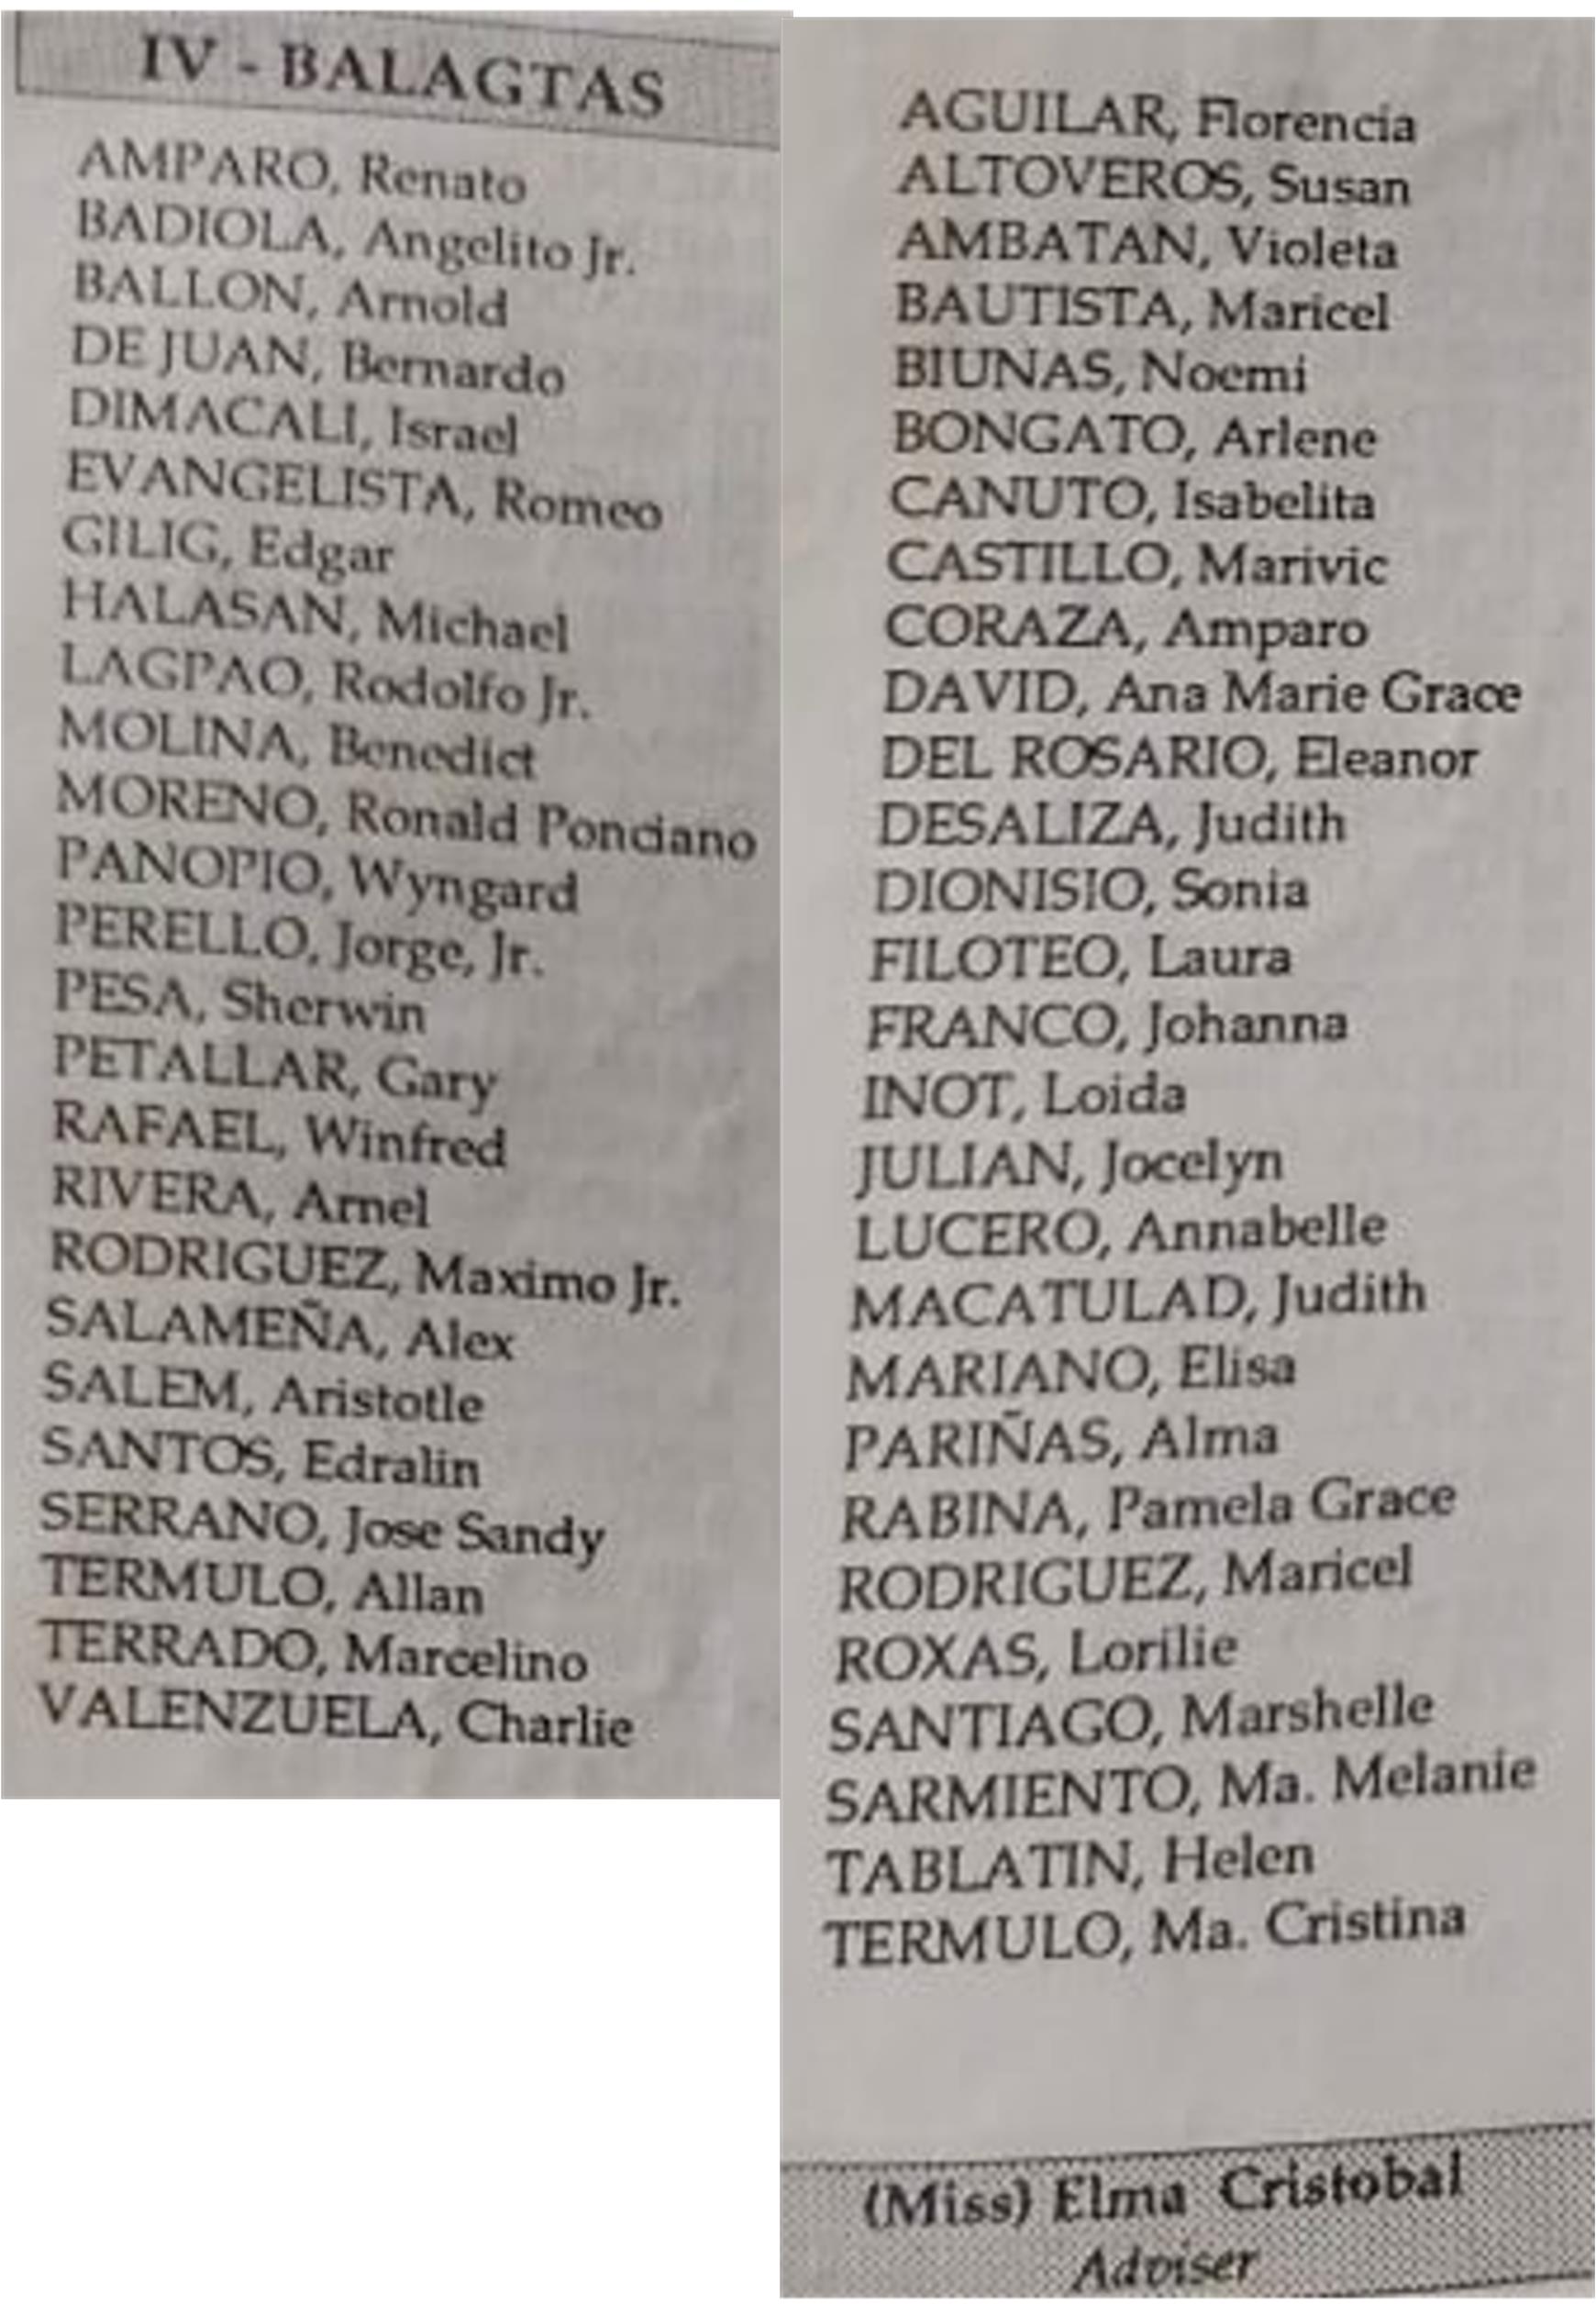 IV - BALAGTAS
AMPARO, Renato
BADIOLA, Angelito Jr.
BALLON, Arnold
DE JUAN, Bernardo
DIMACALI, Israel
EVANGELISTA, Romeo
GILIG, Edgar
HALASAN, Michael
LAGPAO, Rodolfo Jr.
MOLINA, Benedict
MORENO, Ronald Ponciano
PANOPIO, Wyngard
PERELLO, Jorge, Jr.
PESA, Sherwin
PETALLAR, Gary
RAFAEL, Winfred
RIVERA, Arnel
RODRIGUEZ, Maximo Jr.
SALAMEÑA, Alex
SALEM, Aristotle
SANTOS, Edralin
SERRANO, Jose Sandy
TERMULO, Allan
TERRADO, Marcelino
VALENZUELA, Charlie
AGUILAR, Florencia
ALTOVEROS, Susan
AMBATAN, Violeta
BAUTISTA, Maricel
BIUNAS, Noemi
BONGATO, Arlene
CANUTO, Isabelita
CASTILLO, Marivic
CORAZA, Amparo
DAVID, Ana Marie Grace
DEL ROSARIO, Eleanor
DESALIZA, Judith
DIONISIO, Sonia
FILOTEO, Laura
FRANCO, Johanna
INOT, Loida
JULIAN, Jocelyn
LUCERO, Annabelle
MACATULAD, Judith
MARIANO, Elisa
PARIÑAS, Alma
RABINA, Pamela Grace
RODRIGUEZ, Maricel
ROXAS, Lorilie
SANTIAGO, Marshelle
SARMIENTO, Ma. Melanie
TABLATIN, Helen
TERMULO, Ma. Cristina
(Miss) Elma Cristobal
Adviser